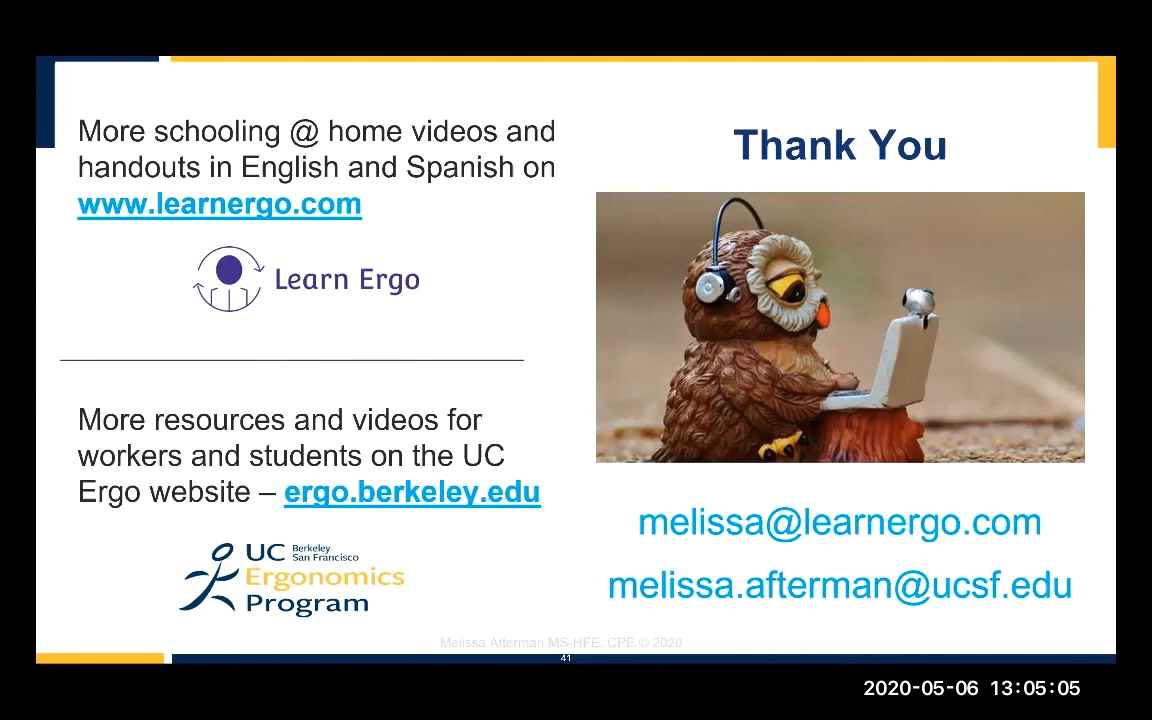 More schooling @ home videos and
handouts in English and Spanish on
www.learnergo.com
Learn Ergo
More resources and videos for
workers and students on the UC
Ergo website – ergo.berkeley.edu
UC Berkeley
San Francisco
Ergonomics
Program
Thank You
melissa@learnergo.com
melissa.afterman@ucsf.edu
Melissa Afterman MS-HFE, CPE © 2020
41
2020-05-06 13:05:05